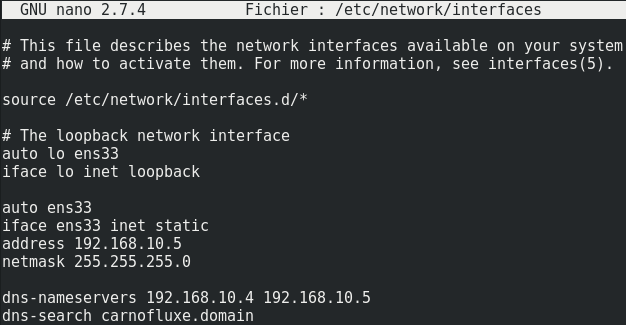 GNU nano 2.7.4 Fichier : /etc/network/interfaces
# This file describes the network interfaces available on your system
# and how to activate them. For more information, see interfaces(5).
source /etc/network/interfaces.d/*
# The loopback network interface
auto lo ens33
iface lo inet loopback
auto ens33
iface ens33 inet static
address 192.168.10.5
netmask 255.255.255.0
dns-nameservers 192.168.10.4 192.168.10.5
dns-search carnofluxe.domain